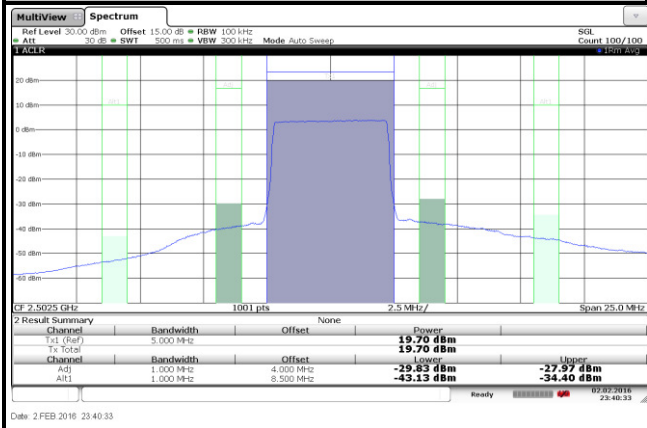 MultiView Spectrum
Ref Level 30.00 dBm Offset 15.00 dB RBW 100 kHz SGL
Att 30 dB SWT 500 ms VBW 300 kHz Mode Auto Sweep Count 100/100
1 ACLR 1Rm Avg
20 dBm
10 dBm
0 dBm
-10 dBm
-20 dBm
-30 dBm
-40 dBm
-50 dBm
-60 dBm
CF 2.5025 GHz 1001 pts 2.5 MHz/ Span 25.0 MHz
2 Result Summary None
Channel Bandwidth Offset Power
Tx1 (Ref) 5.000 MHz 19.70 dBm
Tx Total 19.70 dBm
Channel Bandwidth Offset Lower Upper
Adj 1.000 MHz 4.000 MHz -29.83 dBm -27.97 dBm
Alt1 1.000 MHz 8.500 MHz -43.13 dBm -34.40 dBm
Ready 02.02.2016
23:40:33
Date: 2.FEB.2016 23:40:33